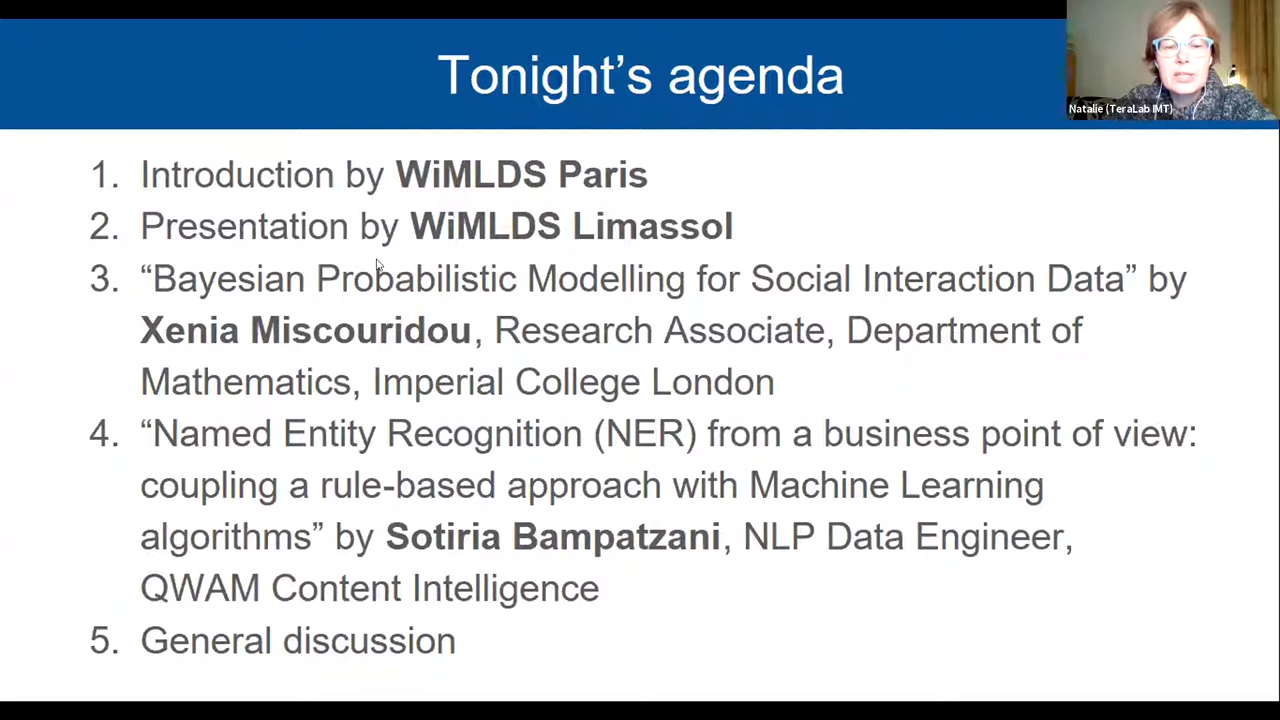 Tonight’s agenda
Natalie (TeraLab IMT)
1. Introduction by WiMLDS Paris
2. Presentation by WiMLDS Limassol
3. “Bayesian Probabilistic Modelling for Social Interaction Data” by
Xenia Miscouridou, Research Associate, Department of
Mathematics, Imperial College London
4. “Named Entity Recognition (NER) from a business point of view:
coupling a rule-based approach with Machine Learning
algorithms” by Sotiria Bampatzani, NLP Data Engineer,
QWAM Content Intelligence
5. General discussion